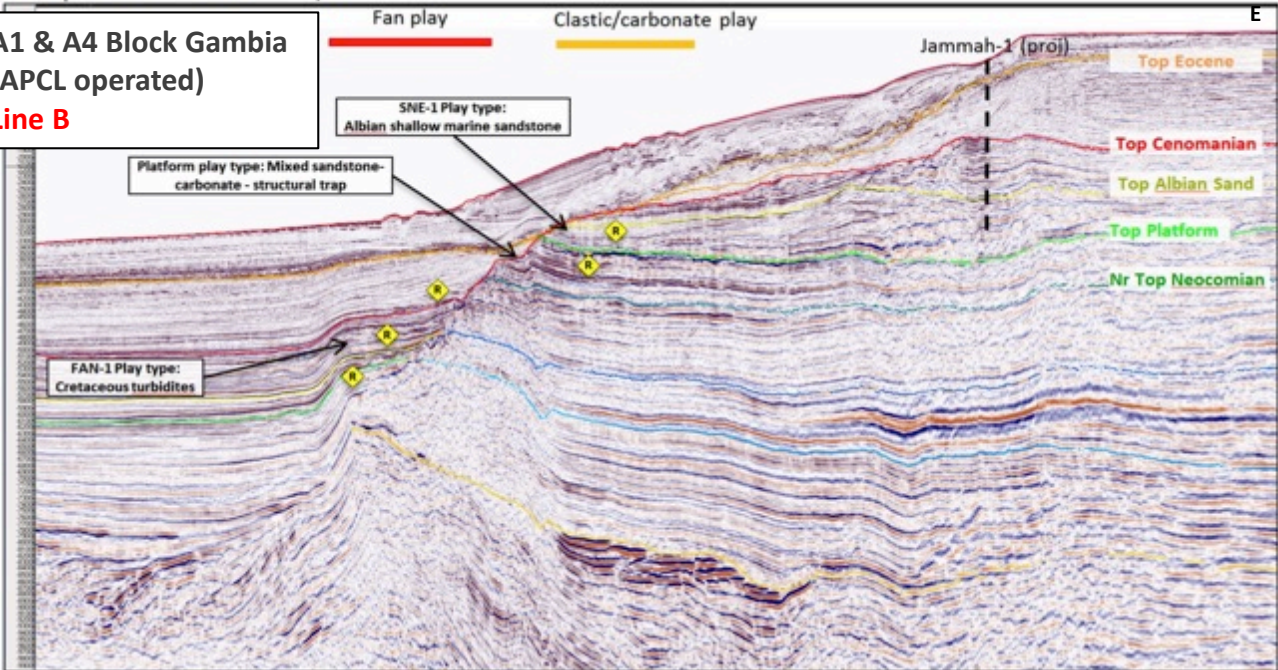 Fan play
Clastic/carbonate play
E
A1 & A4 Block Gambia
APCL operated)
Line B
Jammah-1 (proj)
Top Eocene
SNE-1 Play type:
Albian shallow marine sandstone
Top Cenomanian
Platform play type: Mixed sandstone-
carbonate - structural trap
Top Albian Sand
R
Top Platform
R
Nr Top Neocomian
R
R
FAN-1 Play type:
Cretaceous turbidites
R